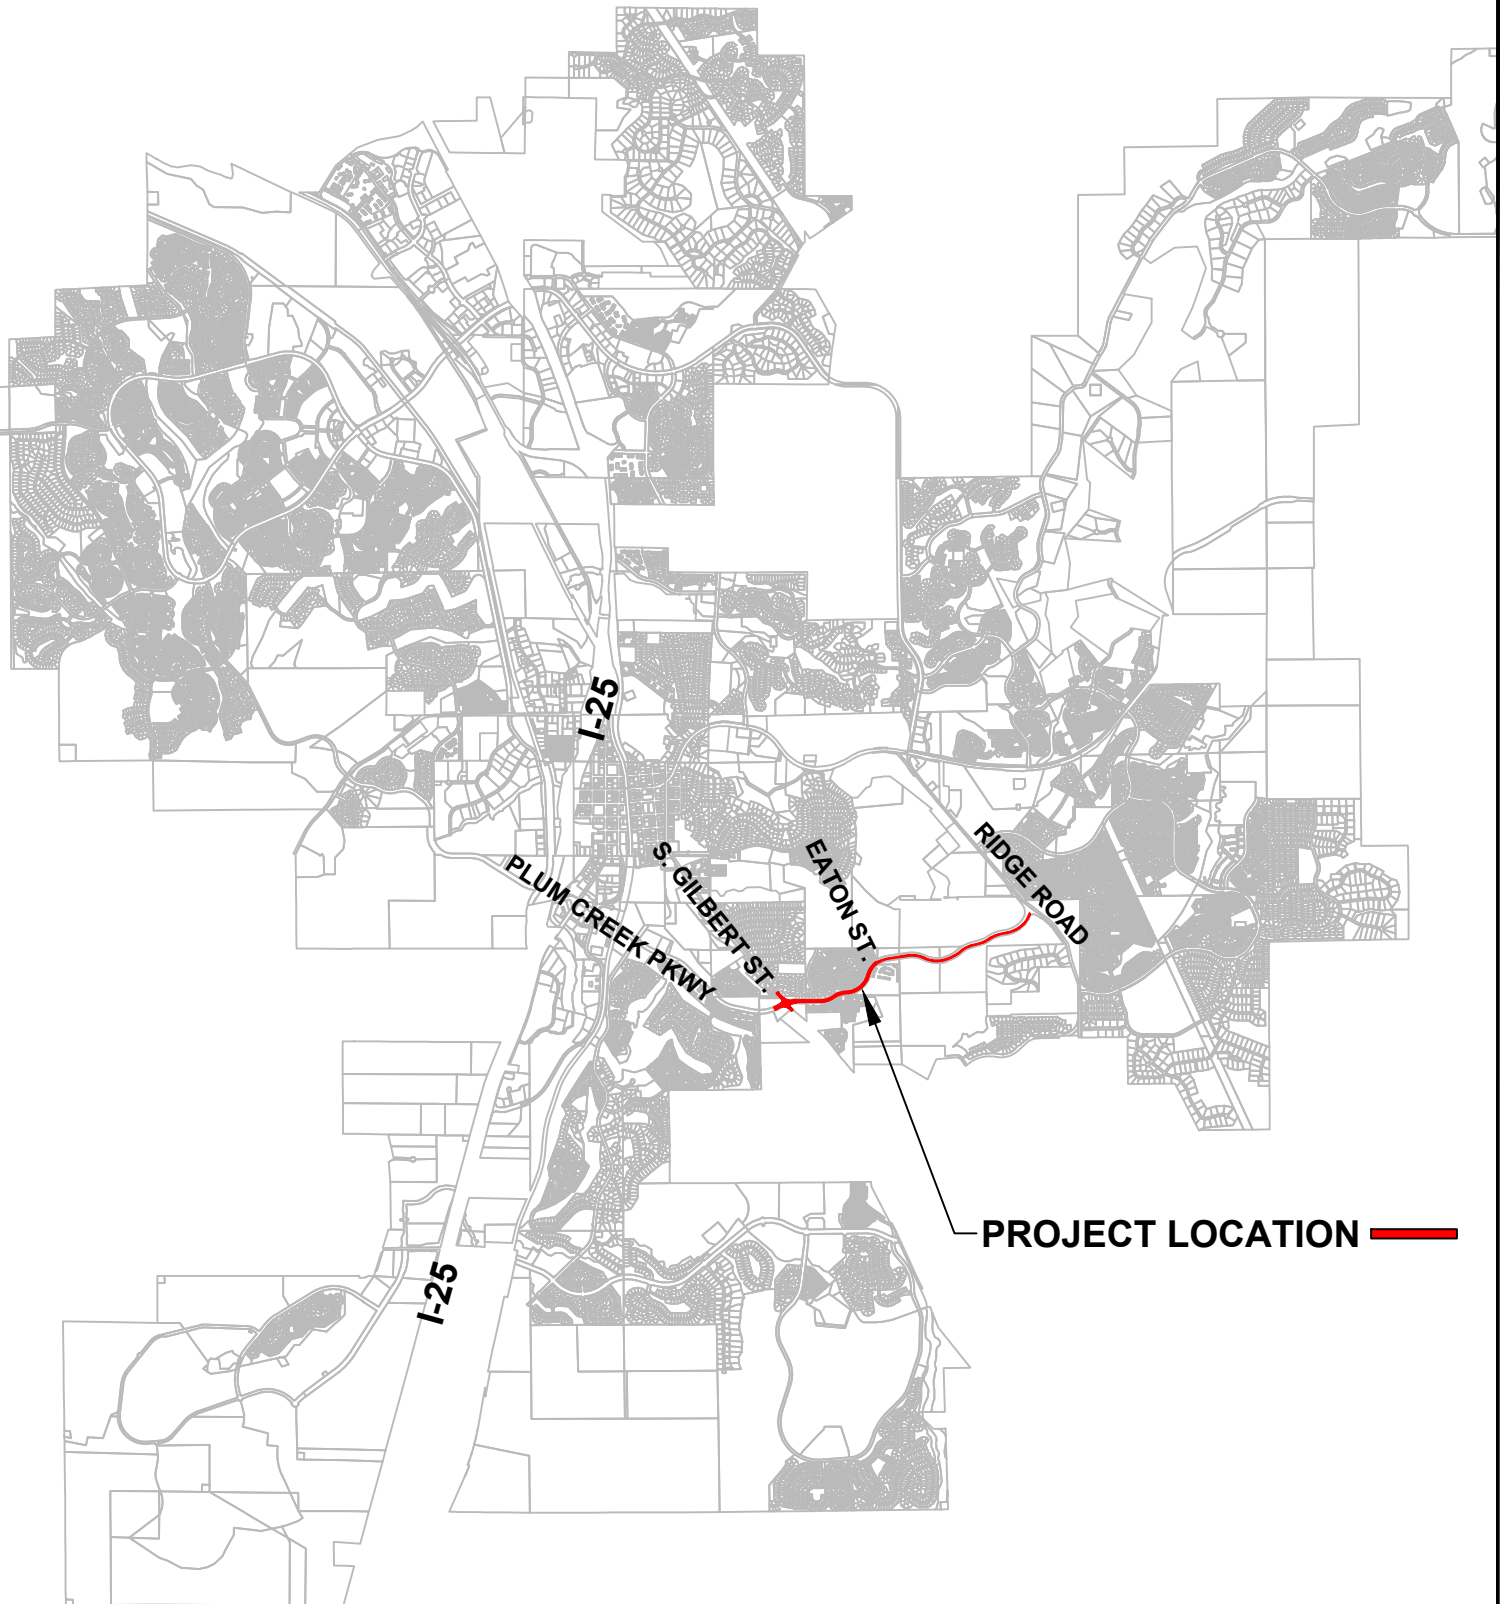 I-25
RIDGE ROAD
EATON ST.
S. GILBERT ST.
PLUM CREEK PKWY
PROJECT LOCATION
I-25